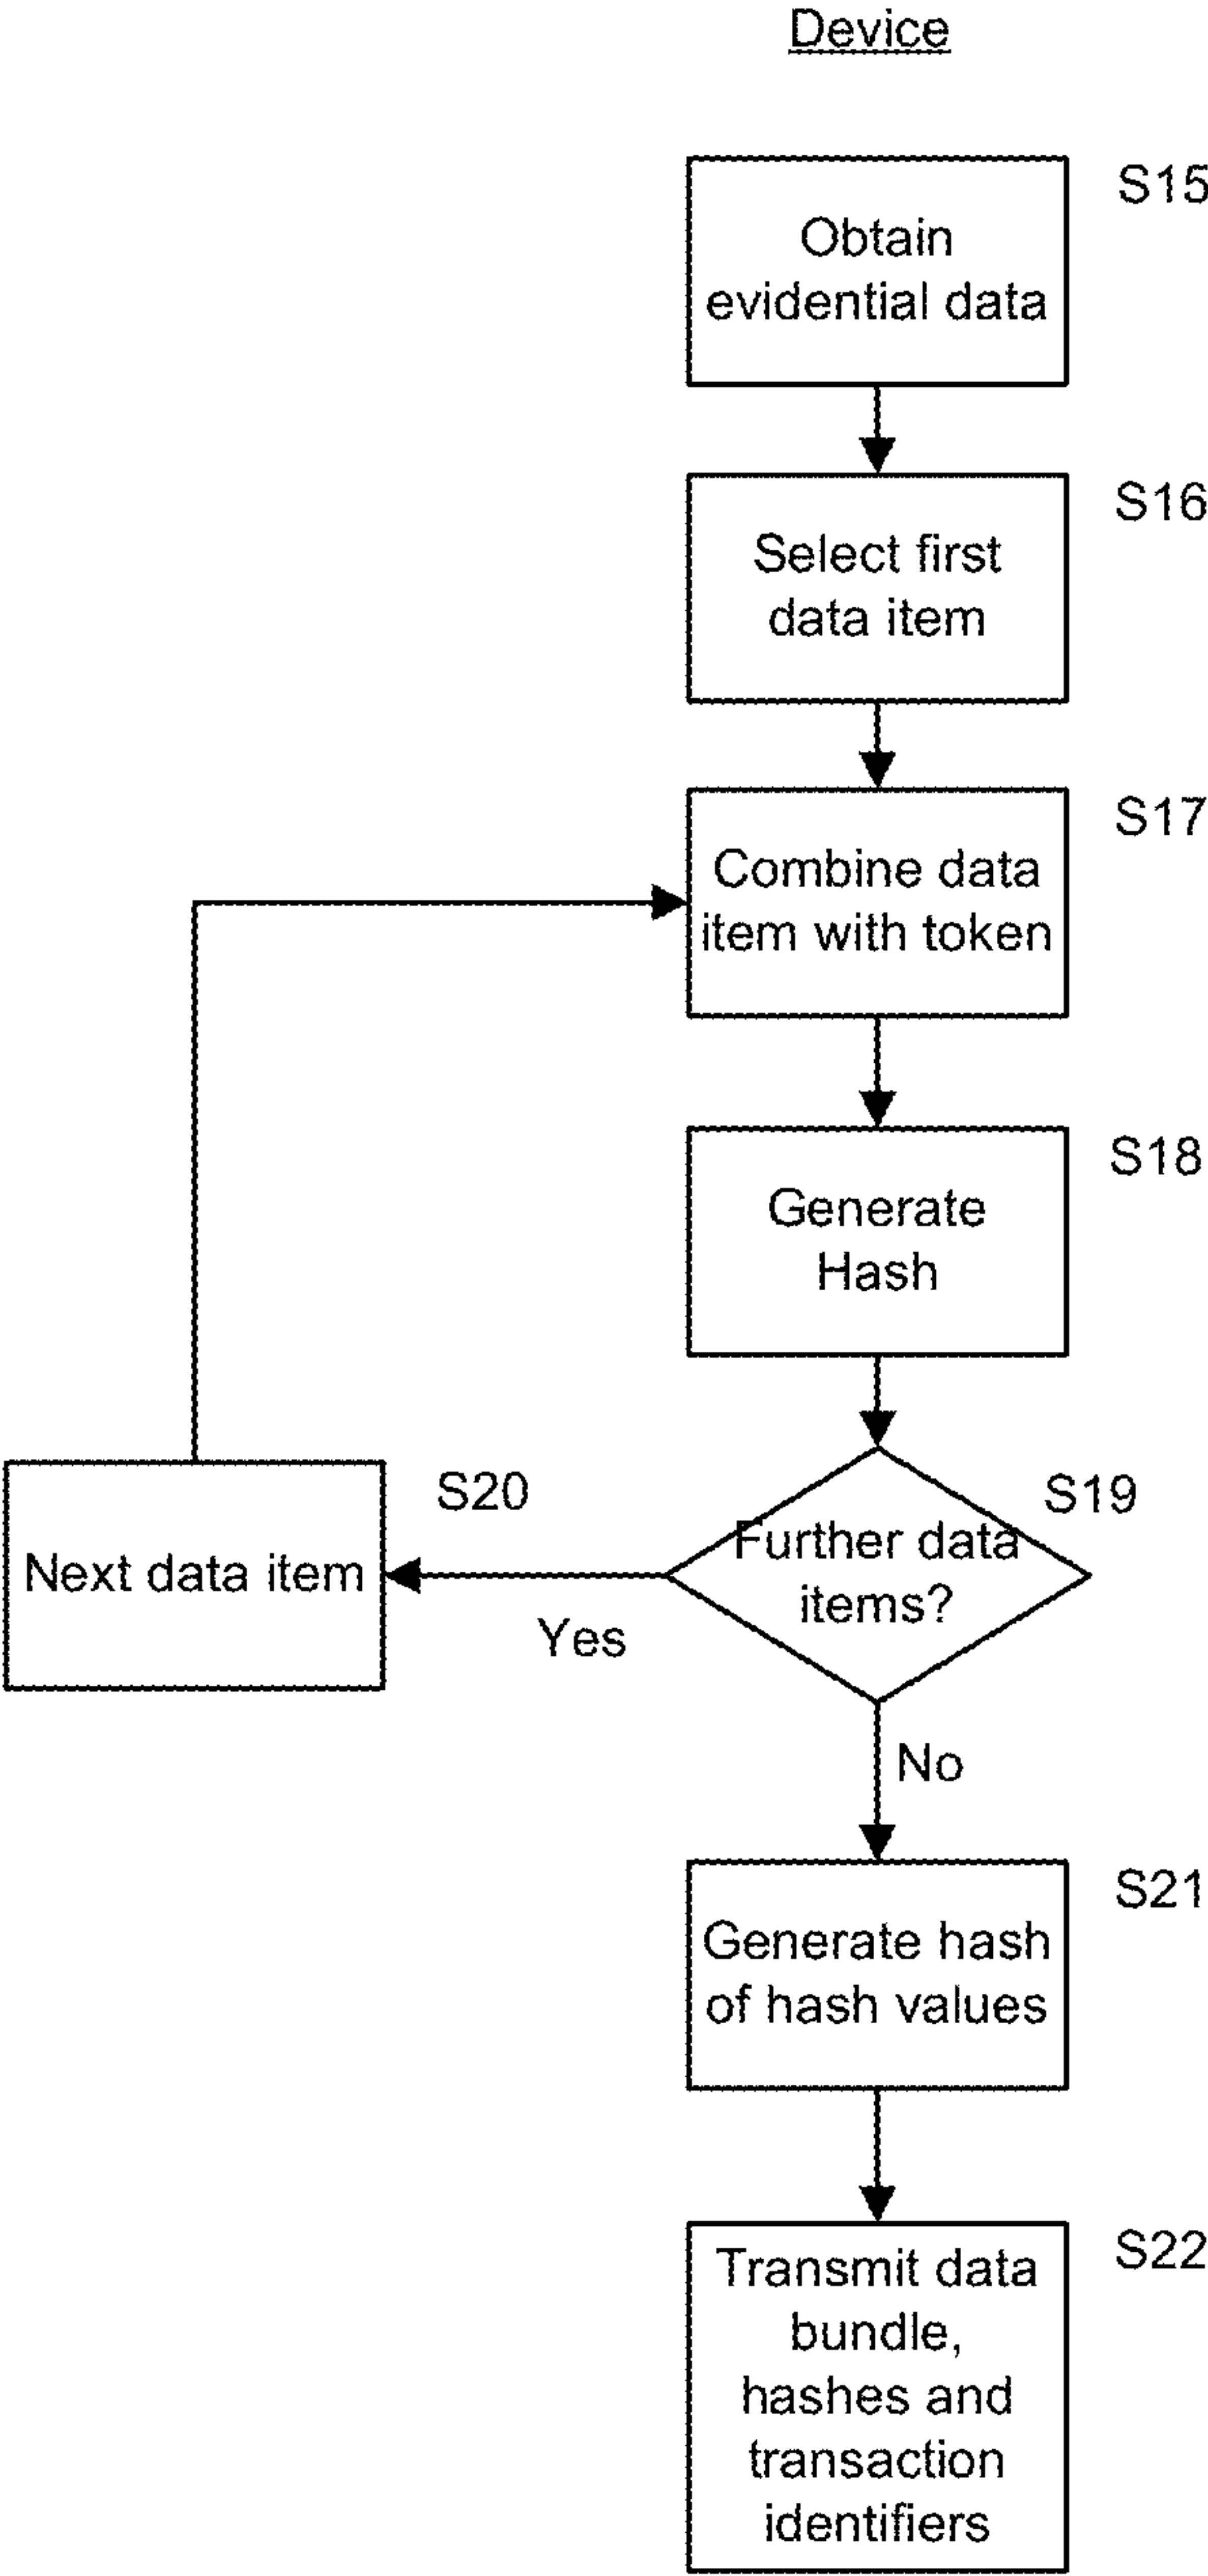 Device
S15
Obtain
evidential data
S16
Select first
data item
S17
Combine data
item with token
S18
Generate
Hash
S19
Further data
items?
S20
Next data item
Yes
No
S21
Generate hash
of hash values
S22
Transmit data
bundle,
hashes and
transaction
identifiers